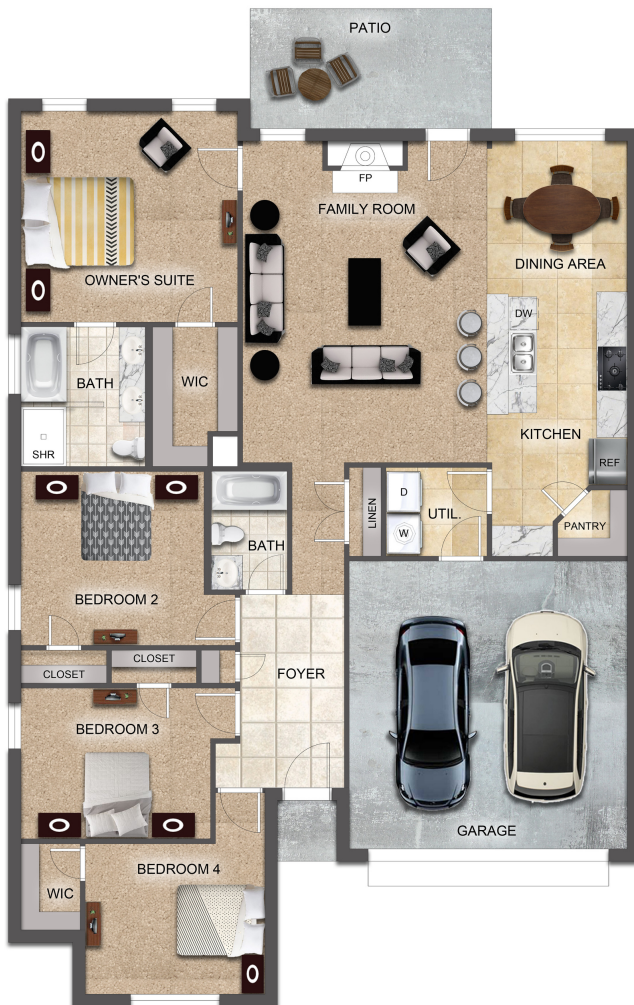 PATIO
FP
FAMILY ROOM
OWNER'S SUITE
DINING AREA
DW
BATH
WIC
KITCHEN
SHR
REF
D
LINEN
UTIL.
W
PANTRY
BATH
BEDROOM 2
CLOSET
CLOSET
FOYER
BEDROOM 3
GARAGE
BEDROOM 4
WIC